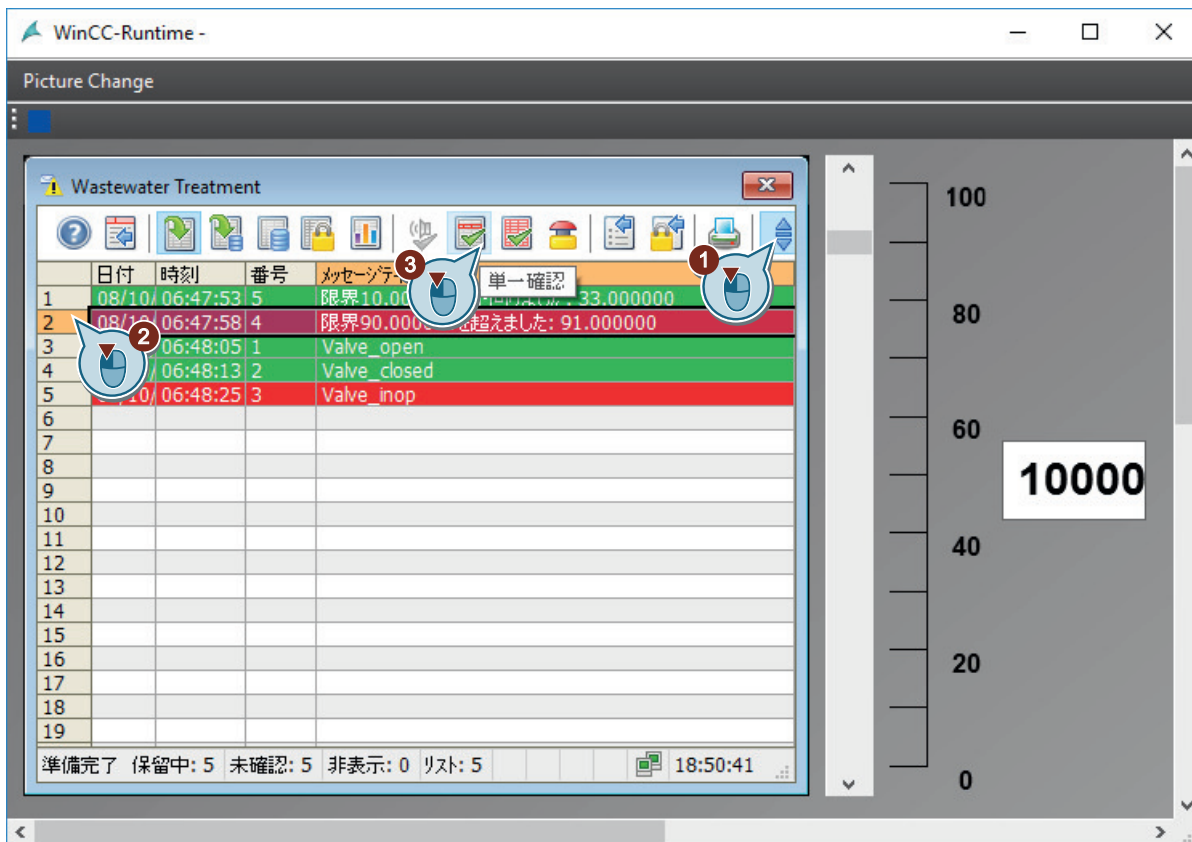 WinCC-Runtime -
Picture Change
Wastewater Treatment
日付 時刻 番号 メッセージテ
3 単一確認 1
1 08/10/ 06:47:53 5 限界10.00 33.000000
2 08/10/ 06:47:58 4 限界90.0000 を超えました: 91.000000
2
3 06:48:05 1 Valve_open
4 06:48:13 2 Valve_closed
5 10/ 06:48:25 3 Valve_inop
6
7
8
9
10
11
12
13
14
15
16
17
18
19
準備完了 保留中: 5 未確認: 5 非表示: 0 リスト: 5 18:50:41
100
80
60
10000
40
20
0